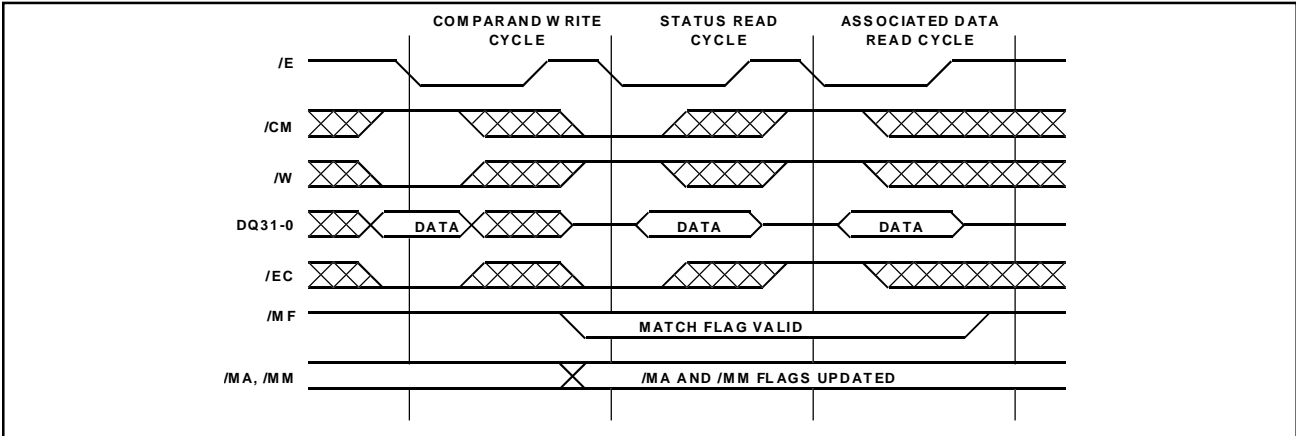 COMPARAND WRITE CYCLE
STATUS READ CYCLE
ASSOCIATED DATA READ CYCLE
/E
/CM
/W
DQ31-0
DATA
DATA
DATA
/EC
/MF
MATCH FLAG VALID
/MA, /MM
/MA AND /MM FLAGS UPDATED